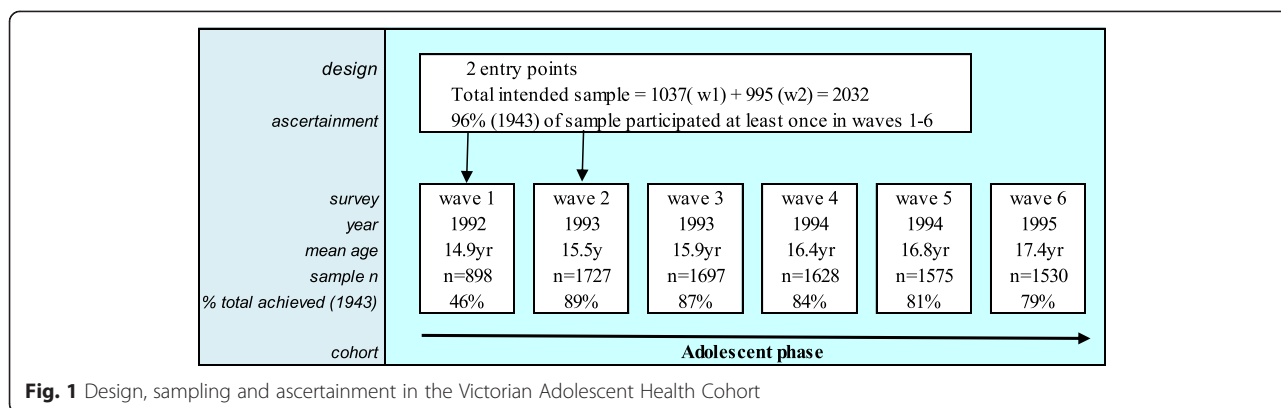 design 2 entry points
Total intended sample = 1037( w1) + 995 (w2) = 2032
ascertainment 96% (1943) of sample participated at least once in waves 1-6
survey wave 1 wave 2 wave 3 wave 4 wave 5 wave 6
year 1992 1993 1993 1994 1994 1995
mean age 14.9yr 15.5y 15.9yr 16.4yr 16.8yr 17.4yr
sample n n=898 n=1727 n=1697 n=1628 n=1575 n=1530
% total achieved (1943) 46% 89% 87% 84% 81% 79%
cohort Adolescent phase
Fig. 1 Design, sampling and ascertainment in the Victorian Adolescent Health Cohort